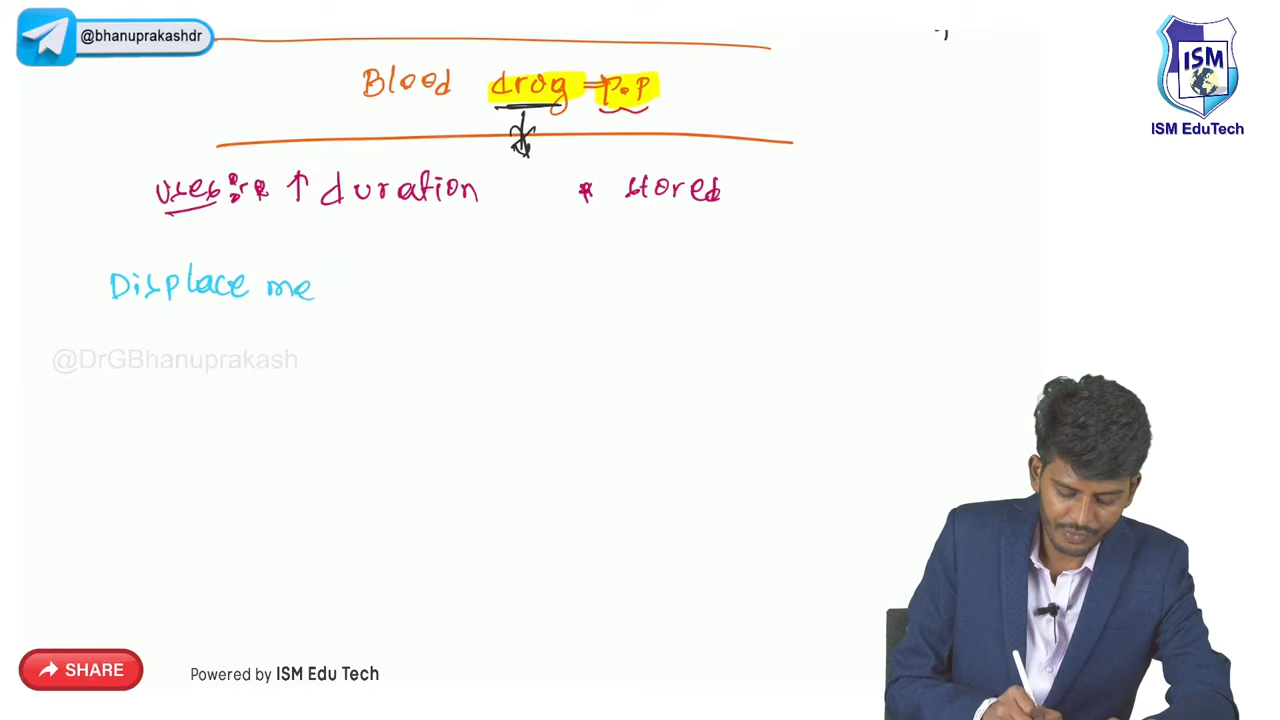 @bhanuprakashdr
ISM
ISM EduTech
Blood drug p.p
uses: * ↑ duration * stored
Displace me
@DrGBhanuprakash
SHARE
Powered by ISM Edu Tech